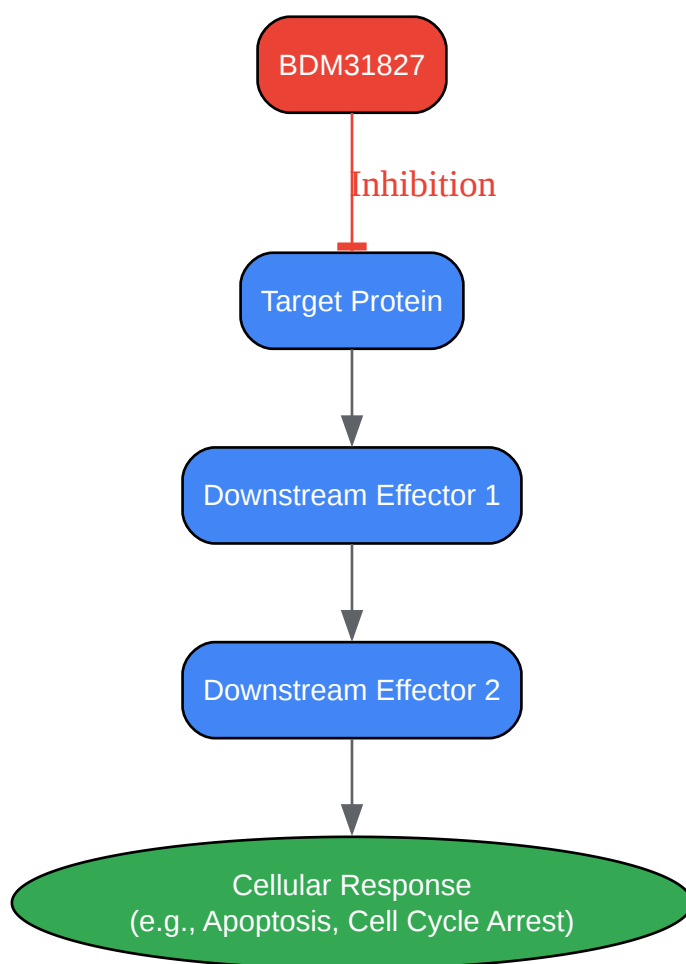 BDM31827
Inhibition
Target Protein
Downstream Effector 1
Downstream Effector 2
Cellular Response
(e.g., Apoptosis, Cell Cycle Arrest)